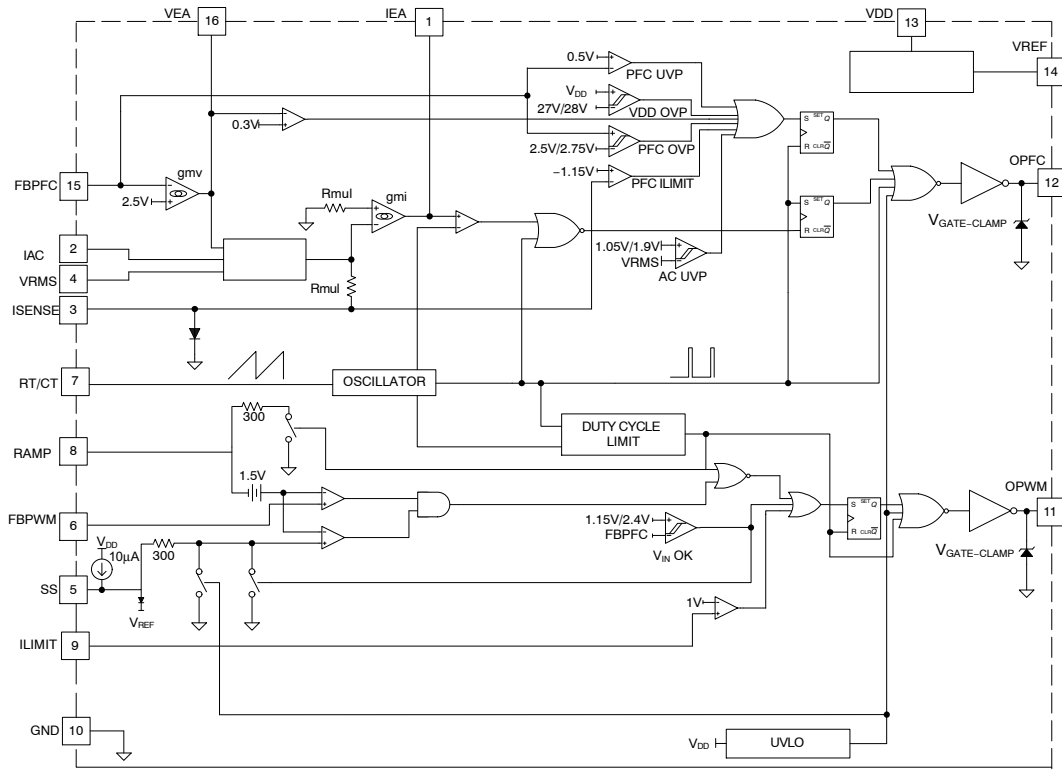 VEA
16
IEA
1
VDD
13
VREF
14
0.5V
PFC UVP
VDD
27V/28V
VDD OVP
0.3V
2.5V/2.75V
PFC OVP
S SET Q
R CLR Q
−1.15V
PFC ILIMIT
FBPFC
15
gmv
2.5V
Rmul
gmi
OPFC
12
VGATE−CLAMP
S SET Q
R CLR Q
IAC
2
VRMS
4
1.05V/1.9V
VRMS
AC UVP
Rmul
ISENSE
3
RT/CT
7
OSCILLATOR
300
DUTY CYCLE
LIMIT
RAMP
8
1.5V
OPWM
11
S SET Q
R CLR Q
FBPWM
6
1.15V/2.4V
FBPFC
VIN OK
VGATE−CLAMP
VDD
10µA
300
SS
5
VREF
1V
ILIMIT
9
GND
10
VDD
UVLO